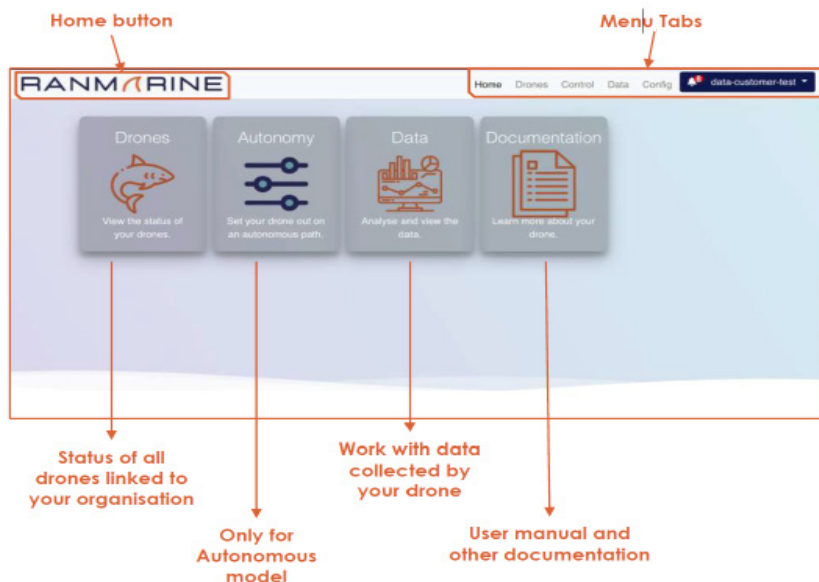 Home button
Menu Tabs
RANMARINE
Home Drones Control Data Config data-customer-test
Drones
View the status of
your drones.
Autonomy
Set your drone out on
an autonomous path.
Data
Analyse and view the
data.
Documentation
Learn more about your
drone.
Status of all
drones linked to
your organisation
Only for
Autonomous
model
Work with data
collected by
your drone
User manual and
other documentation